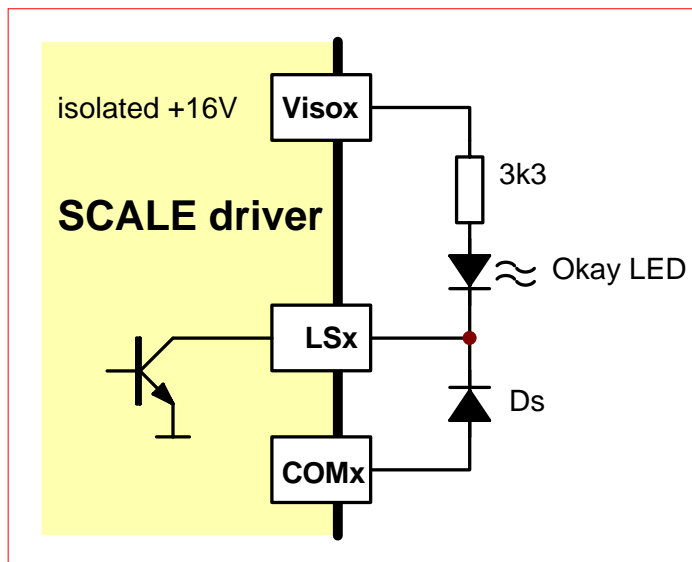 isolated +16V
Visox
3k3
SCALE driver
Okay LED
LSx
Ds
COMx